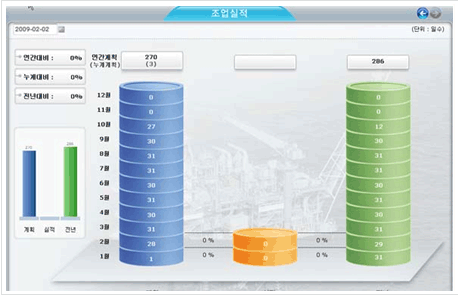 조업실적
2009-02-02
(단위 : 일수)
연간대비 : 0%
누계대비 : 0%
전년대비 : 0%
연간계획
(누계계획)
270
(3)
286
12월 0 0
11월 0 0
10월 27 12
9월 30 30
8월 31 31
7월 31 31
6월 30 30
5월 31 31
4월 30 30
3월 31 31
2월 28 0% 0 0% 29
1월 1 0% 0 0% 31
계획 실적 전년